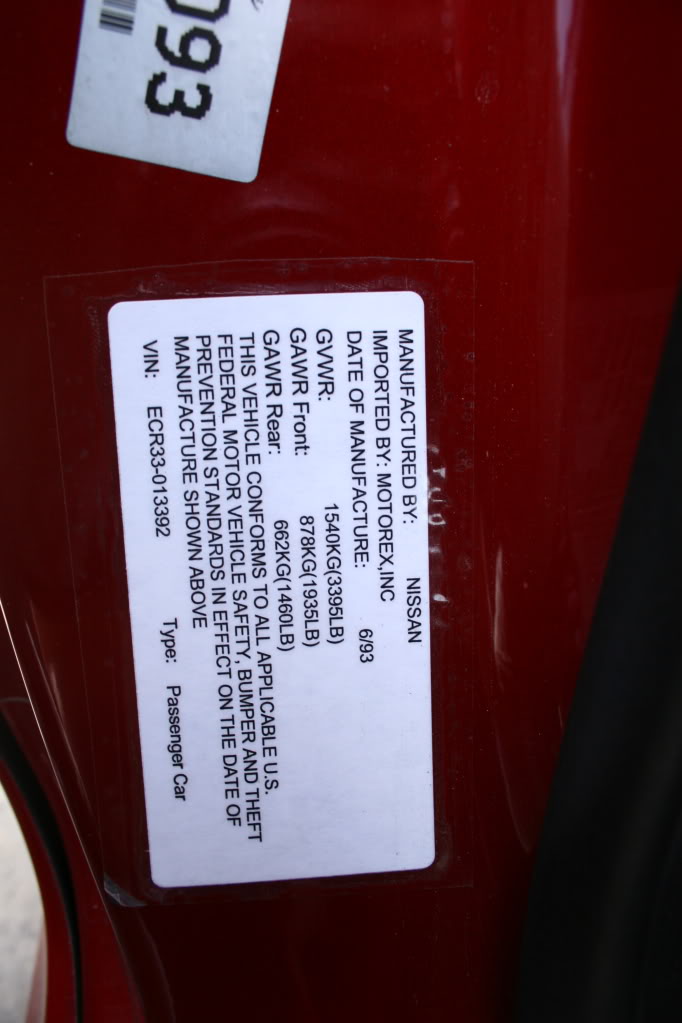 093
MANUFACTURED BY: NISSAN
IMPORTED BY: MOTOREX,INC
DATE OF MANUFACTURE: 6/93
GVWR: 1540KG(3395LB)
GAWR Front: 878KG(1935LB)
GAWR Rear: 662KG(1460LB)
THIS VEHICLE CONFORMS TO ALL APPLICABLE U.S.
FEDERAL MOTOR VEHICLE SAFETY, BUMPER AND THEFT
PREVENTION STANDARDS IN EFFECT ON THE DATE OF
MANUFACTURE SHOWN ABOVE
VIN: ECR33-013392 Type: Passenger Car